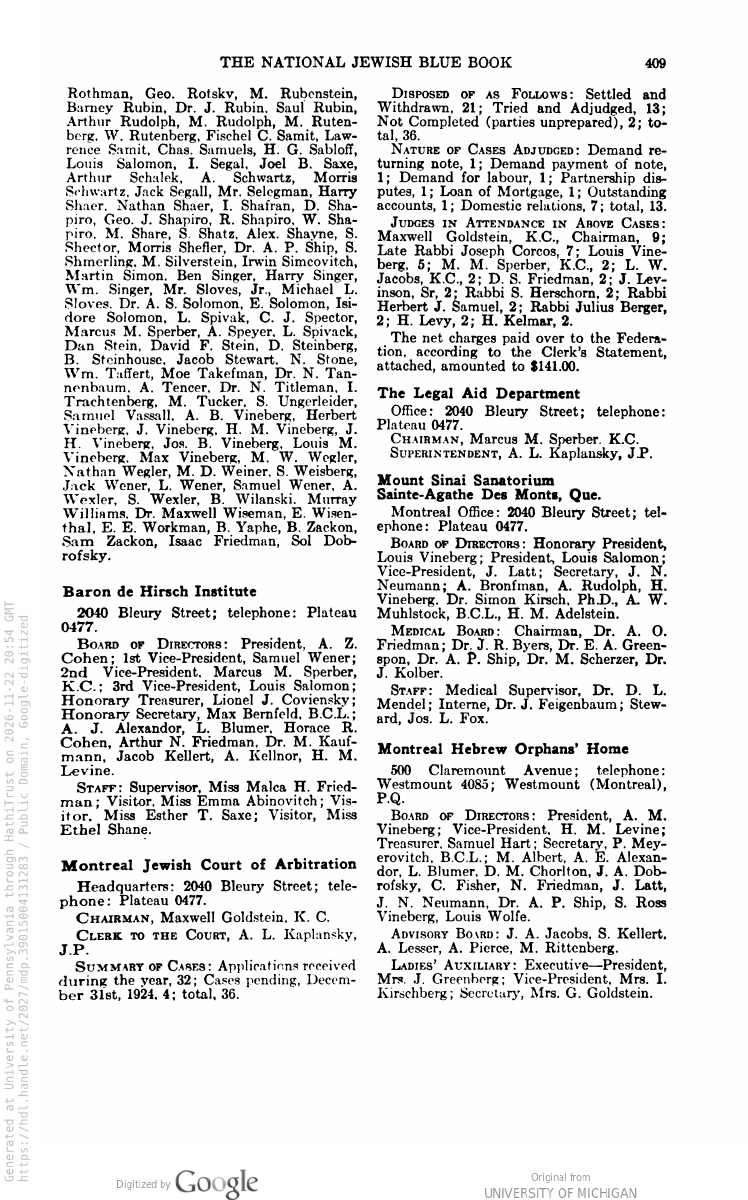 THE NATIONAL JEWISH BLUE BOOK 409
Rothman, Geo. Rotsky, M. Rubenstein,
Barney Rubin, Dr. J. Rubin, Saul Rubin,
Arthur Rudolph, M. Rudolph, M. Ruten-
berg, W. Rutenberg, Fischel C. Samit, Law-
rence Samit, Chas. Samuels, H. G. Sabloff,
Louis Salomon, I. Segal, Joel B. Saxe,
Arthur Schalek, A. Schwartz, Morris
Schwartz, Jack Segall, Mr. Selegman, Harry
Shaer, Nathan Shaer, I. Shafran, D. Sha-
piro, Geo. J. Shapiro, R. Shapiro, W. Sha-
piro, M. Share, S. Shatz, Alex. Shayne, S.
Shector, Morris Shefler, Dr. A. P. Ship, S.
Shmerling, M. Silverstein, Irwin Simcovitch,
Martin Simon, Ben Singer, Harry Singer,
Wm. Singer, Mr. Sloves, Jr., Michael L.
Sloves, Dr. A. S. Solomon, E. Solomon, Isi-
dore Solomon, L. Spivak, C. J. Spector,
Marcus M. Sperber, A. Speyer, L. Spivack,
Dan Stein, David F. Stein, D. Steinberg,
B. Steinhouse, Jacob Stewart, N. Stone,
Wm. Taffert, Moe Takefman, Dr. N. Tan-
nenbaum, A. Tencer, Dr. N. Titleman, I.
Trachtenberg, M. Tucker, S. Ungerleider,
Samuel Vassall, A. B. Vineberg, Herbert
Vineberg, J. Vineberg, H. M. Vineberg, J.
H. Vineberg, Jos. B. Vineberg, Louis M.
Vineberg, Max Vineberg, M. W. Wegler,
Nathan Wegler, M. D. Weiner, S. Weisberg,
Jack Wener, L. Wener, Samuel Wener, A.
Wexler, S. Wexler, B. Wilanski, Murray
Williams, Dr. Maxwell Wiseman, E. Wisen-
thal, E. E. Workman, B. Yaphe, B. Zackon,
Sam Zackon, Isaac Friedman, Sol Dob-
rofsky.
Baron de Hirsch Institute
2040 Bleury Street; telephone: Plateau
0477.
BOARD OF DIRECTORS: President, A. Z.
Cohen; 1st Vice-President, Samuel Wener;
2nd Vice-President, Marcus M. Sperber,
K.C.; 3rd Vice-President, Louis Salomon;
Honorary Treasurer, Lionel J. Coviensky;
Honorary Secretary, Max Bernfeld, B.C.L.;
A. J. Alexandor, L. Blumer, Horace R.
Cohen, Arthur N. Friedman, Dr. M. Kauf-
mann, Jacob Kellert, A. Kellnor, H. M.
Levine.
STAFF: Supervisor, Miss Malca H. Fried-
man; Visitor, Miss Emma Abinovitch; Vis-
itor, Miss Esther T. Saxe; Visitor, Miss
Ethel Shane.
Montreal Jewish Court of Arbitration
Headquarters: 2040 Bleury Street; tele-
phone: Plateau 0477.
CHAIRMAN, Maxwell Goldstein, K. C.
CLERK TO THE COURT, A. L. Kaplansky,
J.P.
SUMMARY OF CASES: Applications received
during the year, 32; Cases pending, Decem-
ber 31st, 1924, 4; total, 36.
DISPOSED OF AS FOLLOWS: Settled and
Withdrawn, 21; Tried and Adjudged, 13;
Not Completed (parties unprepared), 2; to-
tal, 36.
NATURE OF CASES ADJUDGED: Demand re-
turning note, 1; Demand payment of note,
1; Demand for labour, 1; Partnership dis-
putes, 1; Loan of Mortgage, 1; Outstanding
accounts, 1; Domestic relations, 7; total, 13.
JUDGES IN ATTENDANCE IN ABOVE CASES:
Maxwell Goldstein, K.C., Chairman, 9;
Late Rabbi Joseph Corcos, 7; Louis Vine-
berg, 5; M. M. Sperber, K.C., 2; L. W.
Jacobs, K.C., 2; D. S. Friedman, 2; J. Lev-
inson, Sr, 2; Rabbi S. Herschorn, 2; Rabbi
Herbert J. Samuel, 2; Rabbi Julius Berger,
2; H. Levy, 2; H. Kelmar, 2.
The net charges paid over to the Federa-
tion, according to the Clerk's Statement,
attached, amounted to $141.00.
The Legal Aid Department
Office: 2040 Bleury Street; telephone:
Plateau 0477.
CHAIRMAN, Marcus M. Sperber, K.C.
SUPERINTENDENT, A. L. Kaplansky, J.P.
Mount Sinai Sanatorium
Sainte-Agathe Des Monts, Que.
Montreal Office: 2040 Bleury Street; tel-
ephone: Plateau 0477.
BOARD OF DIRECTORS: Honorary President,
Louis Vineberg; President, Louis Salomon;
Vice-President, J. Latt; Secretary, J. N.
Neumann; A. Bronfman, A. Rudolph, H.
Vineberg, Dr. Simon Kirsch, Ph.D., A. W.
Muhlstock, B.C.L., H. M. Adelstein.
MEDICAL BOARD: Chairman, Dr. A. O.
Friedman; Dr. J. R. Byers, Dr. E. A. Green-
spon, Dr. A. P. Ship, Dr. M. Scherzer, Dr.
J. Kolber.
STAFF: Medical Supervisor, Dr. D. L.
Mendel; Interne, Dr. J. Feigenbaum; Stew-
ard, Jos. L. Fox.
Montreal Hebrew Orphans' Home
500 Claremount Avenue; telephone:
Westmount 4085; Westmount (Montreal),
P.Q.
BOARD OF DIRECTORS: President, A. M.
Vineberg; Vice-President, H. M. Levine;
Treasurer, Samuel Hart; Secretary, P. Mey-
erovitch, B.C.L.; M. Albert, A. E. Alexan-
dor, L. Blumer, D. M. Chorlton, J. A. Dob-
rofsky, C. Fisher, N. Friedman, J. Latt,
J. N. Neumann, Dr. A. P. Ship, S. Ross
Vineberg, Louis Wolfe.
ADVISORY BOARD: J. A. Jacobs, S. Kellert,
A. Lesser, A. Pierce, M. Rittenberg.
LADIES' AUXILIARY: Executive—President,
Mrs. J. Greenberg; Vice-President, Mrs. I.
Kirschberg; Secretary, Mrs. G. Goldstein.
Generated at University of Pennsylvania through HathiTrust on 2026-11-22 20:54 GMT
https://hdl.handle.net/2027/mdp.39015004131283 / Public Domain, Google-digitized
Digitized by Google
Original from
UNIVERSITY OF MICHIGAN